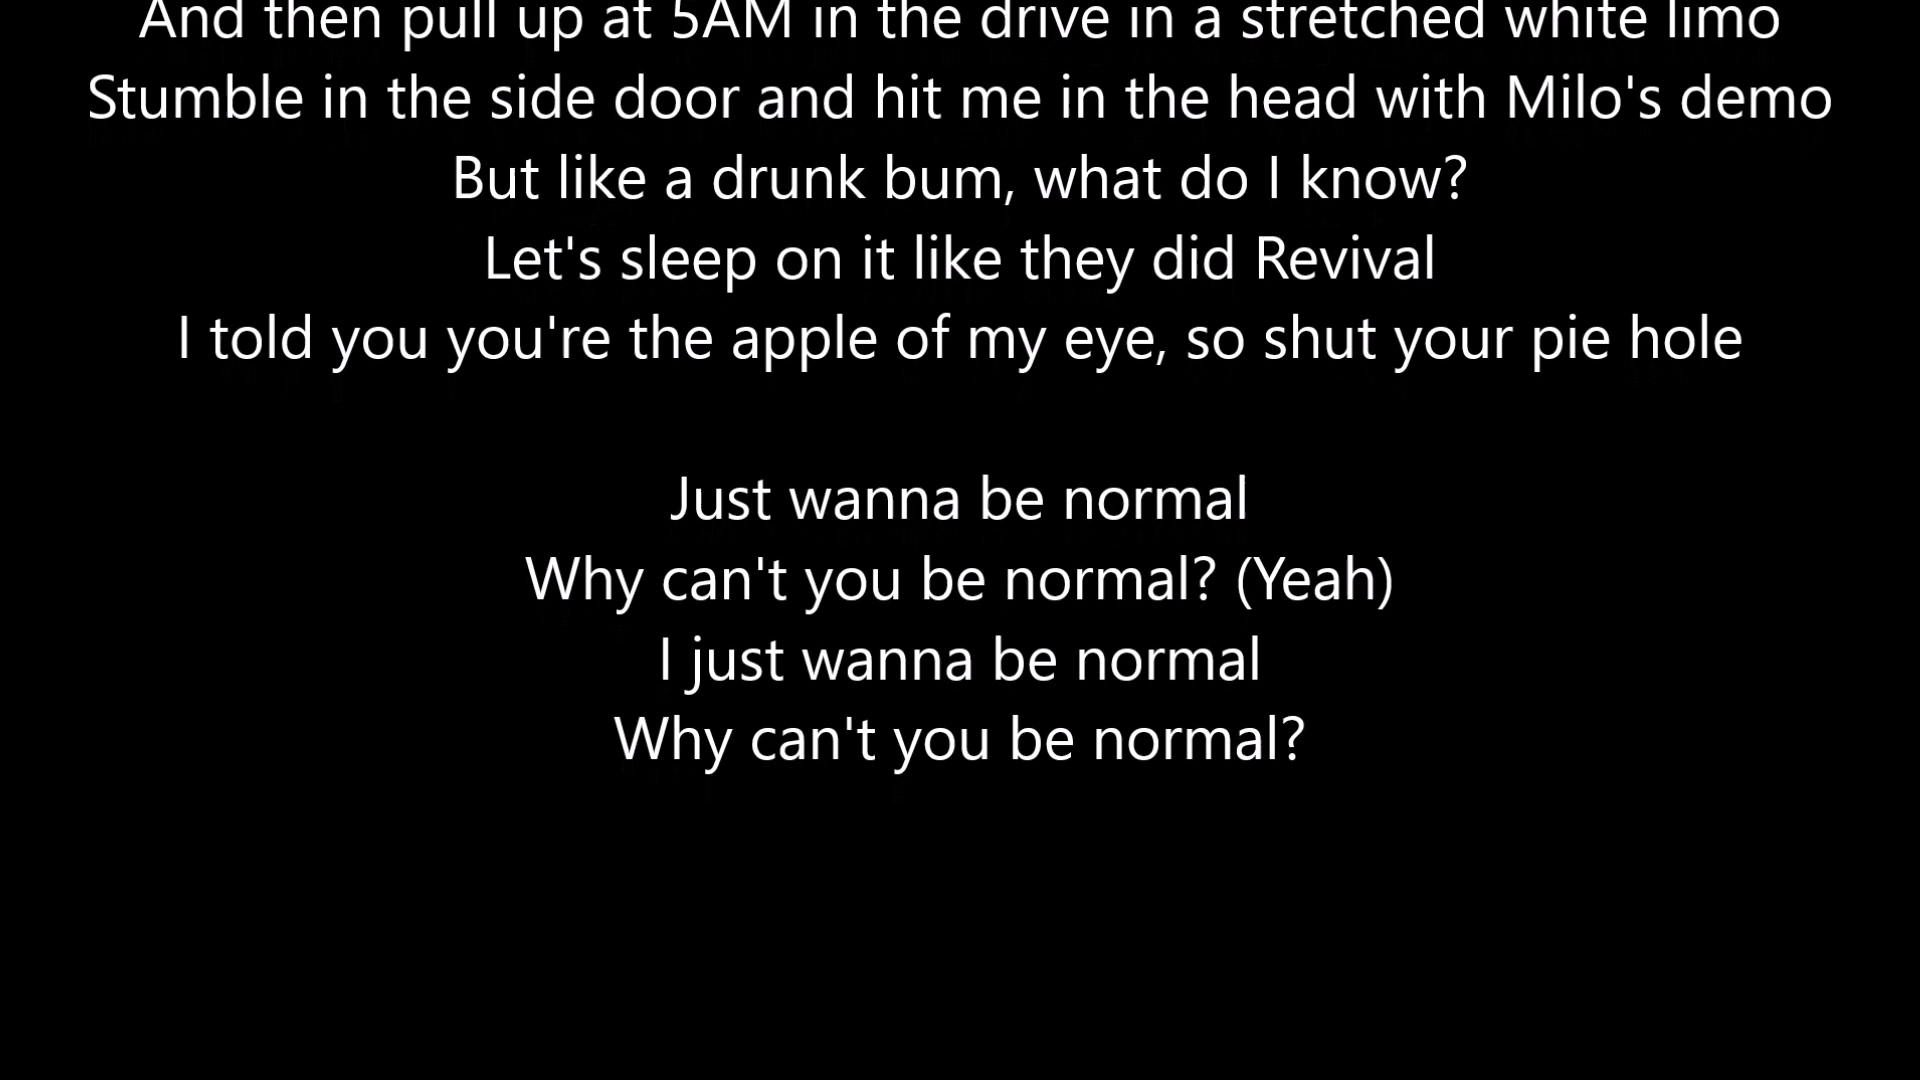 And then pull up at 5AM in the drive in a stretched white limo
Stumble in the side door and hit me in the head with Milo's demo
But like a drunk bum, what do I know?
Let's sleep on it like they did Revival
I told you you're the apple of my eye, so shut your pie hole
Just wanna be normal
Why can't you be normal? (Yeah)
I just wanna be normal
Why can't you be normal?